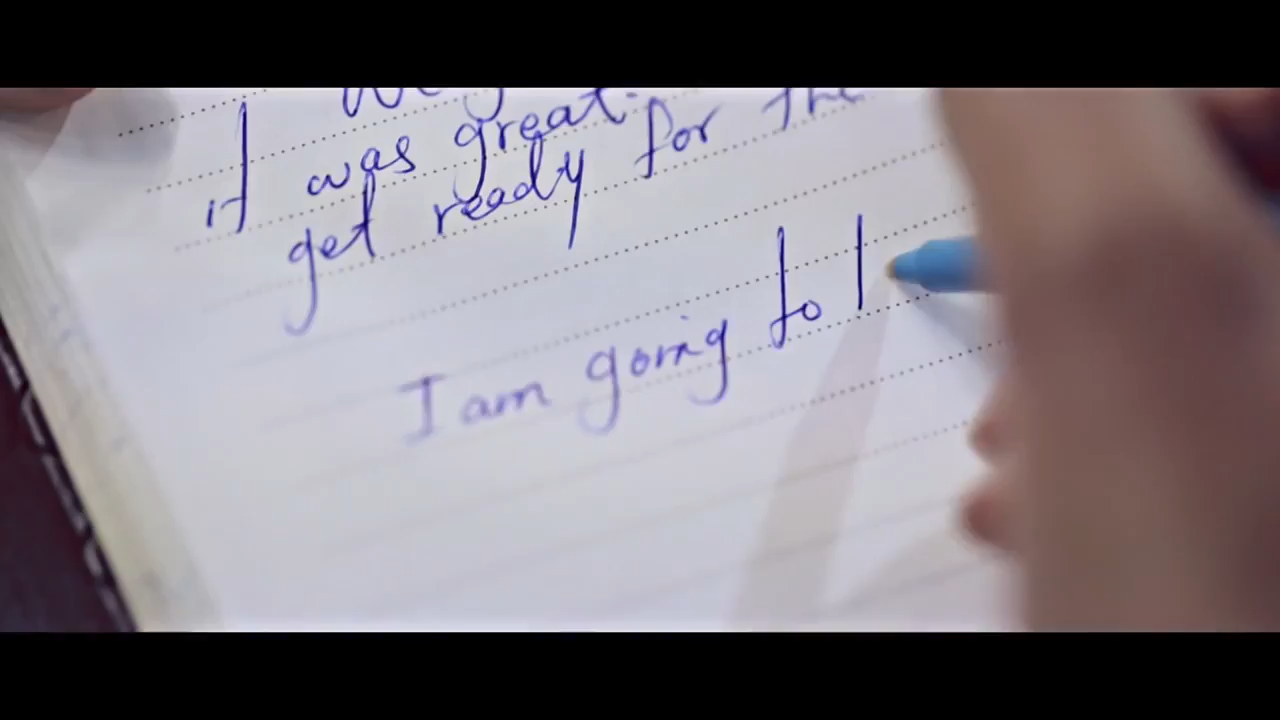 it was great.
get ready for the
I am going to